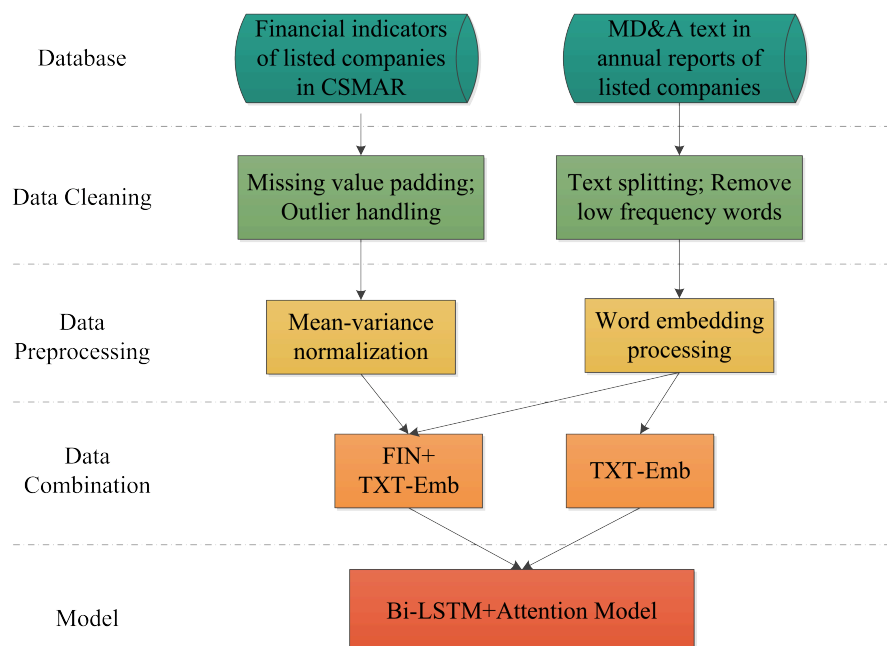 Database
Financial indicators
of listed companies
in CSMAR
MD&A text in
annual reports of
listed companies
Data Cleaning
Missing value padding;
Outlier handling
Text splitting; Remove
low frequency words
Data
Preprocessing
Mean-variance
normalization
Word embedding
processing
Data
Combination
FIN+
TXT-Emb
TXT-Emb
Model
Bi-LSTM+Attention Model